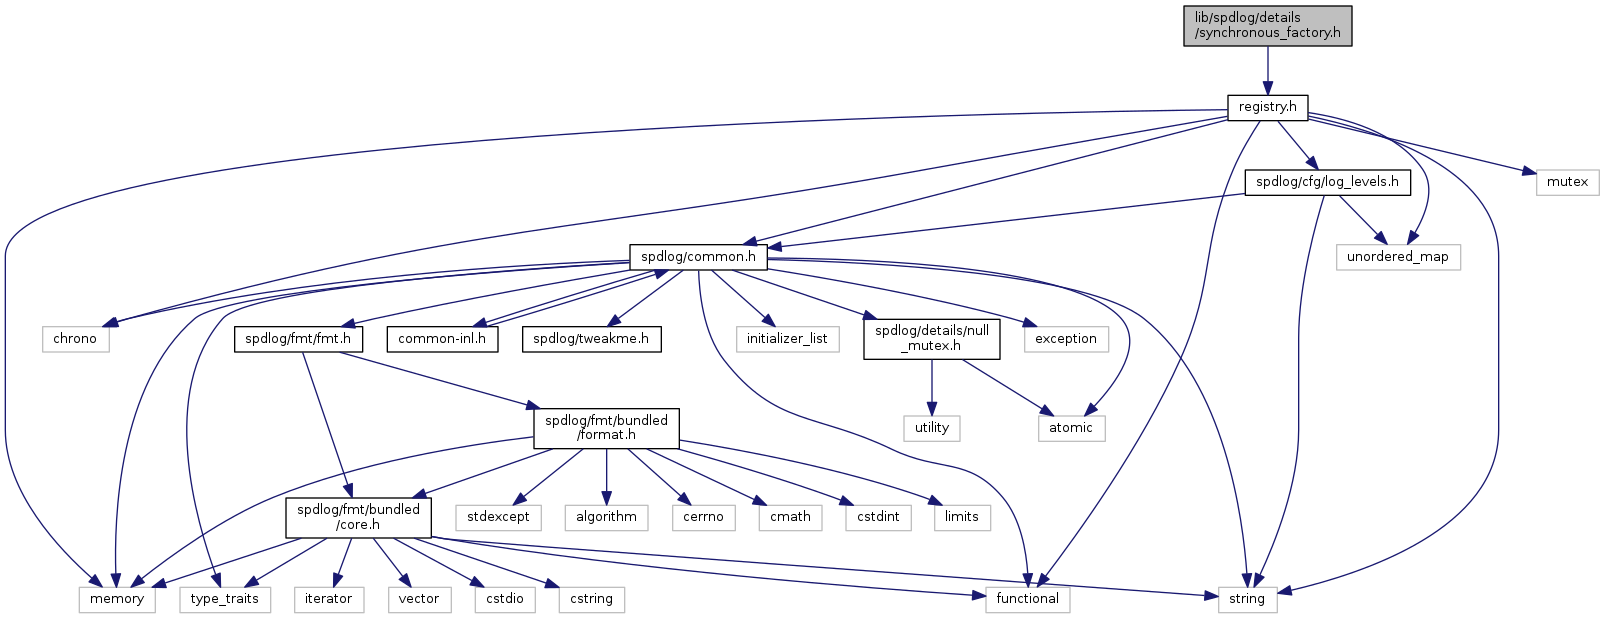 lib/spdlog/details
/synchronous_factory.h
registry.h
spdlog/cfg/log_levels.h
mutex
spdlog/common.h
unordered_map
chrono
spdlog/fmt/fmt.h
common-inl.h
spdlog/tweakme.h
initializer_list
spdlog/details/null
_mutex.h
exception
spdlog/fmt/bundled
/format.h
utility
atomic
spdlog/fmt/bundled
/core.h
stdexcept
algorithm
cerrno
cmath
cstdint
limits
memory
type_traits
iterator
vector
cstdio
cstring
functional
string